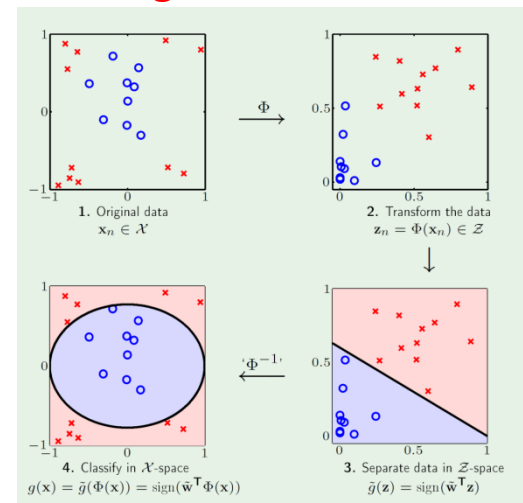 1
0
−1
−1
0
1
1. Original data
xₙ ∈ 𝒳
Φ
1
0.5
0
0
0.5
1
2. Transform the data
zₙ = Φ(xₙ) ∈ 𝒵
↓
1
0.5
0
0
0.5
1
3. Separate data in 𝒵-space
g̃(z) = sign(w̃ᵀz)
‘Φ⁻¹’
1
0
−1
−1
0
1
4. Classify in 𝒳-space
g(x) = g̃(Φ(x)) = sign(w̃ᵀΦ(x))